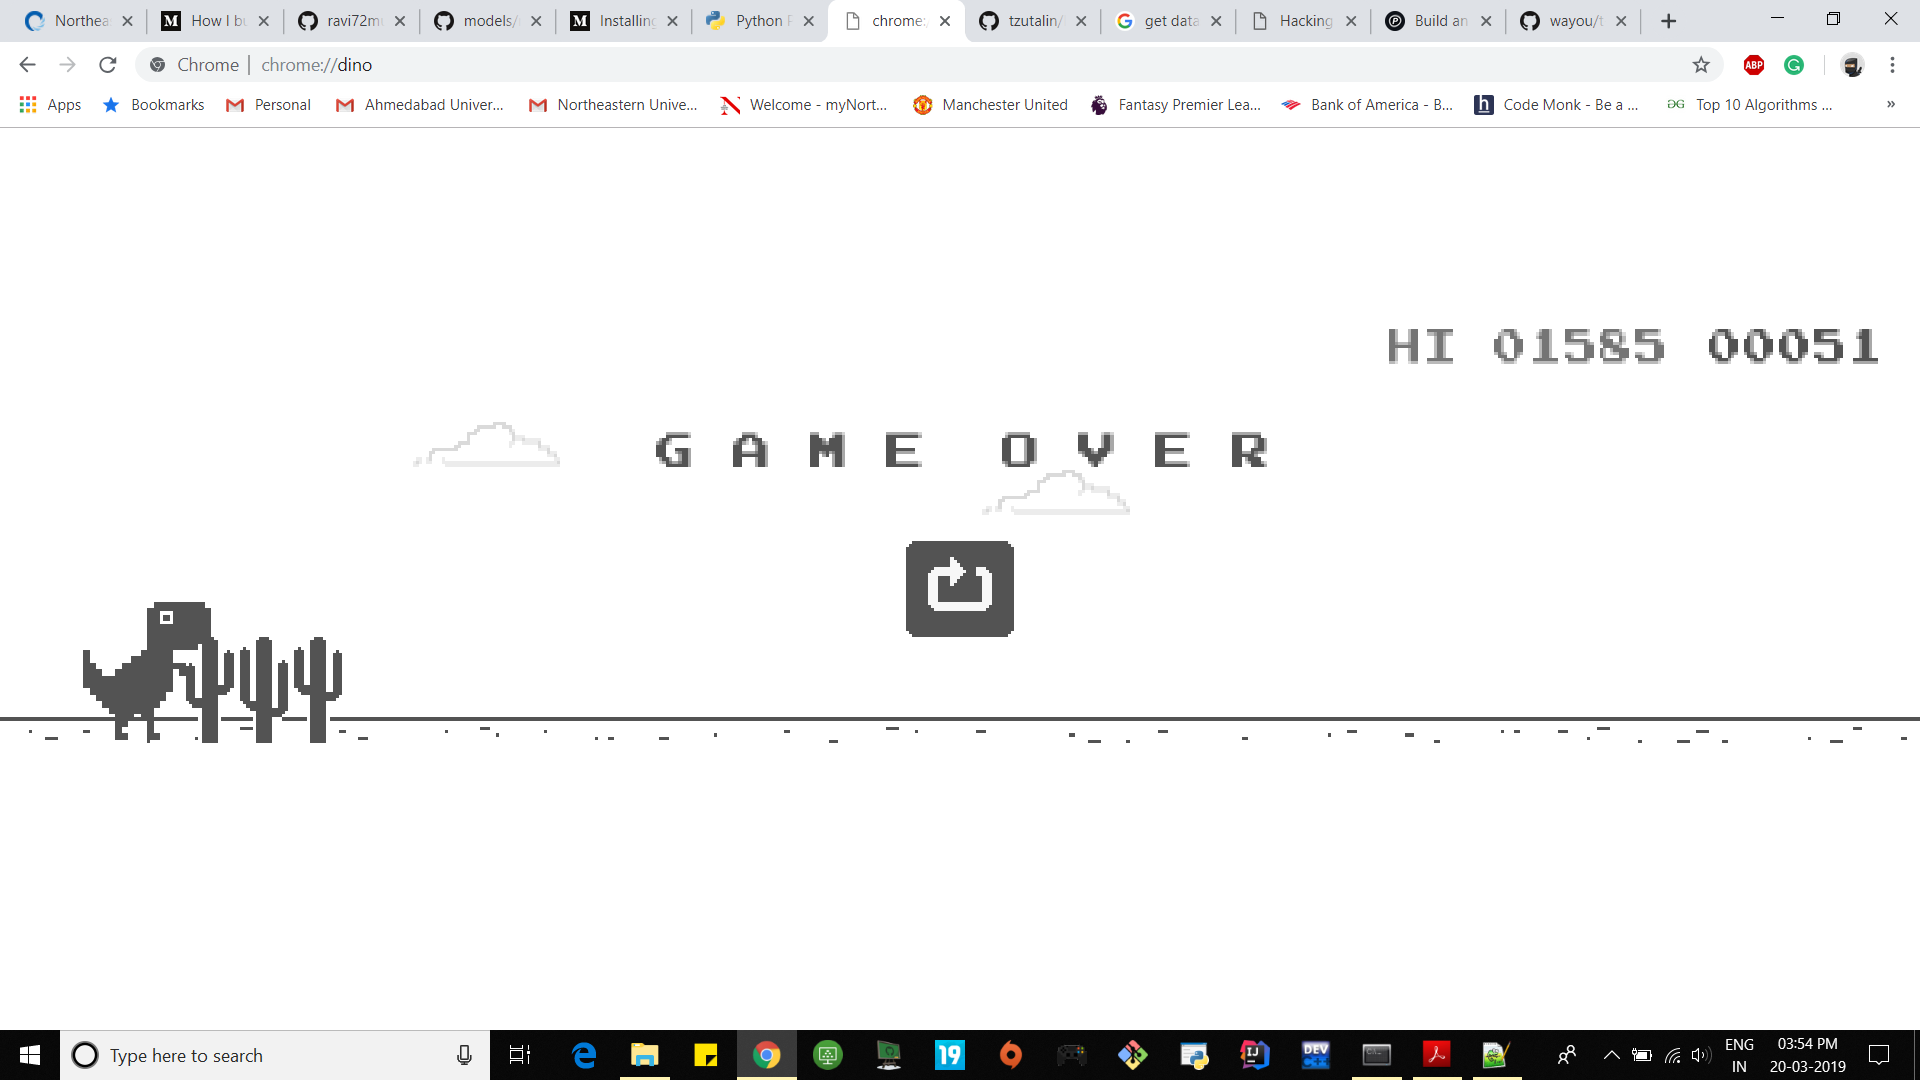 Northea How I bu ravi72m models/ Installing Python chrome: tzutalin/ get data Hacking Build an wayou/t
Chrome | chrome://dino
Apps Bookmarks Personal Ahmedabad Univer... Northeastern Unive... Welcome - myNort... Manchester United Fantasy Premier Lea... Bank of America - B... Code Monk - Be a ... Top 10 Algorithms ... »
HI 01585 00051
GAME OVER
Type here to search
19
DEV
ENG
IN
03:54 PM
20-03-2019